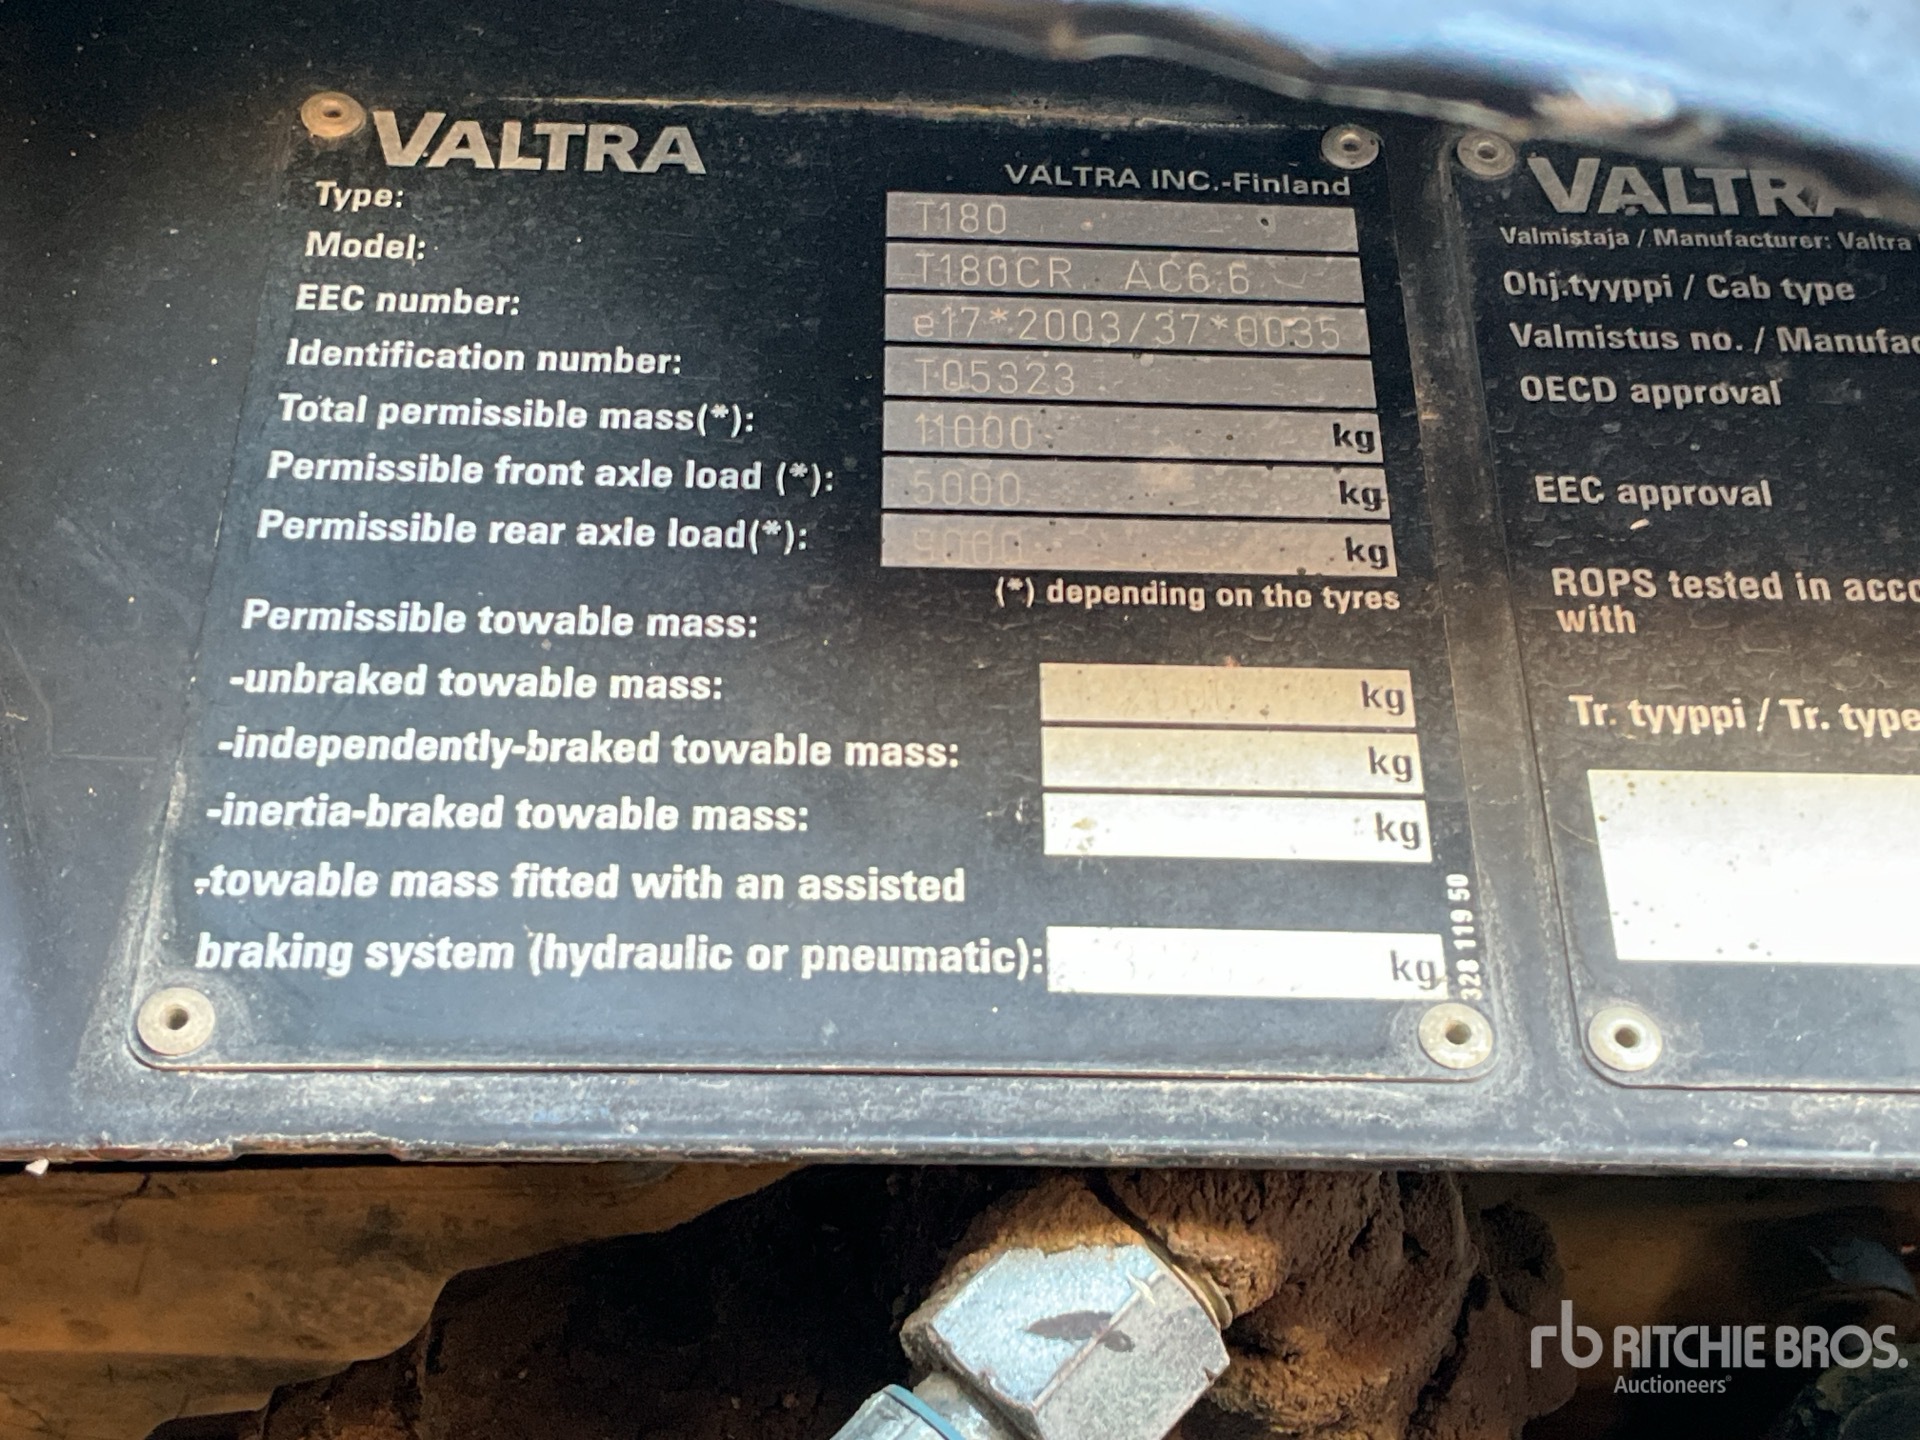 VALTRA
VALTRA INC.-Finland
Type: T180
Model: T180CR AC6.6
EEC number: e17*2003/37*0035
Identification number: T05323
Total permissible mass(*): 11000 kg
Permissible front axle load (*): 5000 kg
Permissible rear axle load(*): 9000 kg
(*) depending on the tyres
Permissible towable mass:
-unbraked towable mass: kg
-independently-braked towable mass: kg
-inertia-braked towable mass: kg
-towable mass fitted with an assisted
braking system (hydraulic or pneumatic): kg
328 119 50
VALTRA
Valmistaja / Manufacturer: Valtra
Ohj.tyyppi / Cab type
Valmistus no. / Manufac
OECD approval
EEC approval
ROPS tested in acco
with
Tr. tyyppi / Tr. type
rb RITCHIE BROS.
Auctioneers